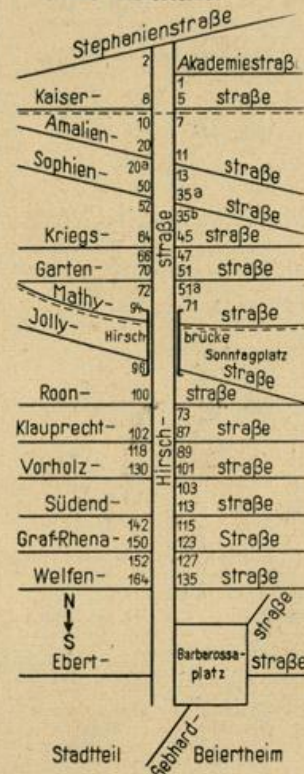 Stephanienstraße
2 Akademiestraß.
1
Kaiser- 8 5 straße
Amalien- 10 7
20
Sophien- 20a 11 straße
13
50
52 35a straße
35b
Kriegs- 64 45 straße
66 47
Garten- 70 51 straße
72 51a
Mathy- 94 71 straße
Jolly- Hirsch brücke
Sonntagplatz
98 straße
Roon- 100 straße
73
Klauprecht- 102 87 straße
118 89
Vorholz- 130 101 straße
103
Südend- 113 straße
142 115
Graf-Rhena- 150 123 Straße
152 127
Welfen- 164 135 straße
Hirsch- straße
N
S
straße
Ebert- Barbarossa-
platz straße
Gebhard-
Stadtteil Beiertheim